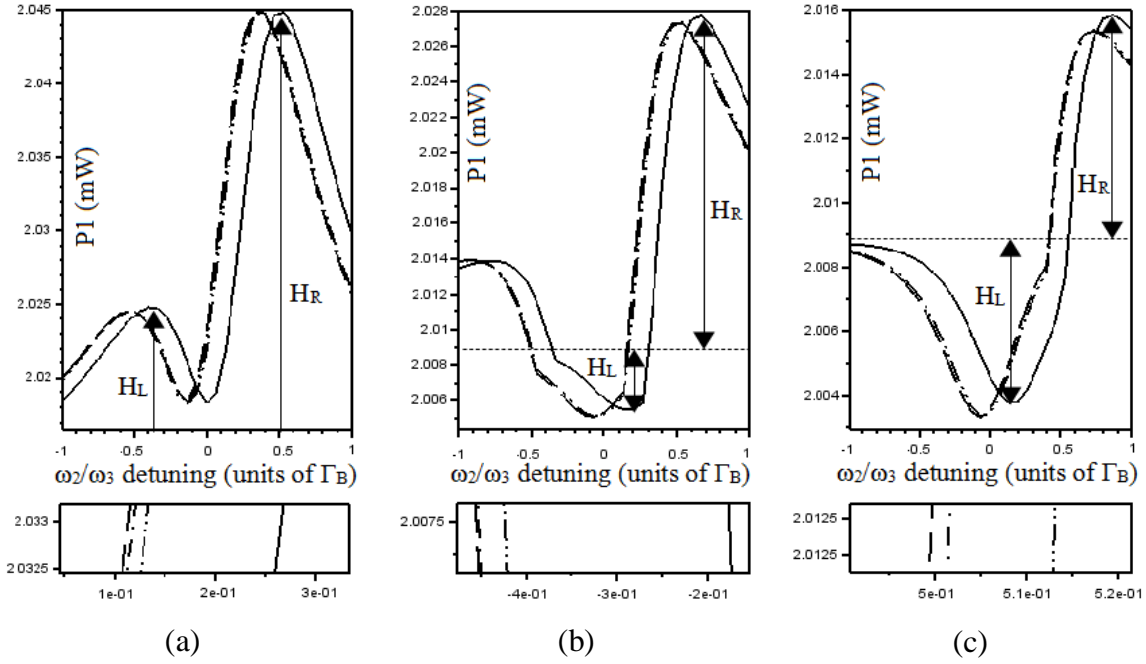 2.045
2.04
2.035
2.03
2.025
2.02
P1 (mW)
HR
HL
-1 -0.5 0 0.5 1
ω2/ω3 detuning (units of ΓB)
2.033
2 0325
1e-01 2e-01 3e-01
(a)
2.028
2.026
2.024
2.022
2.02
2.018
2.016
2.014
2.012
2.01
2.008
2.006
P1 (mW)
HR
HL
-1 -0.5 0 0.5 1
ω2/ω3 detuning (units of ΓB)
2.0075
-4e-01 -3e-01 -2e-01
(b)
2.016
2.014
2.012
2.01
2.008
2.006
2.004
P1 (mW)
HR
HL
-1 -0.5 0 0.5 1
ω2/ω3 detuning (units of ΓB)
2.0125
2.0125
5e-01 5.1e-01 5.2e-01
(c)